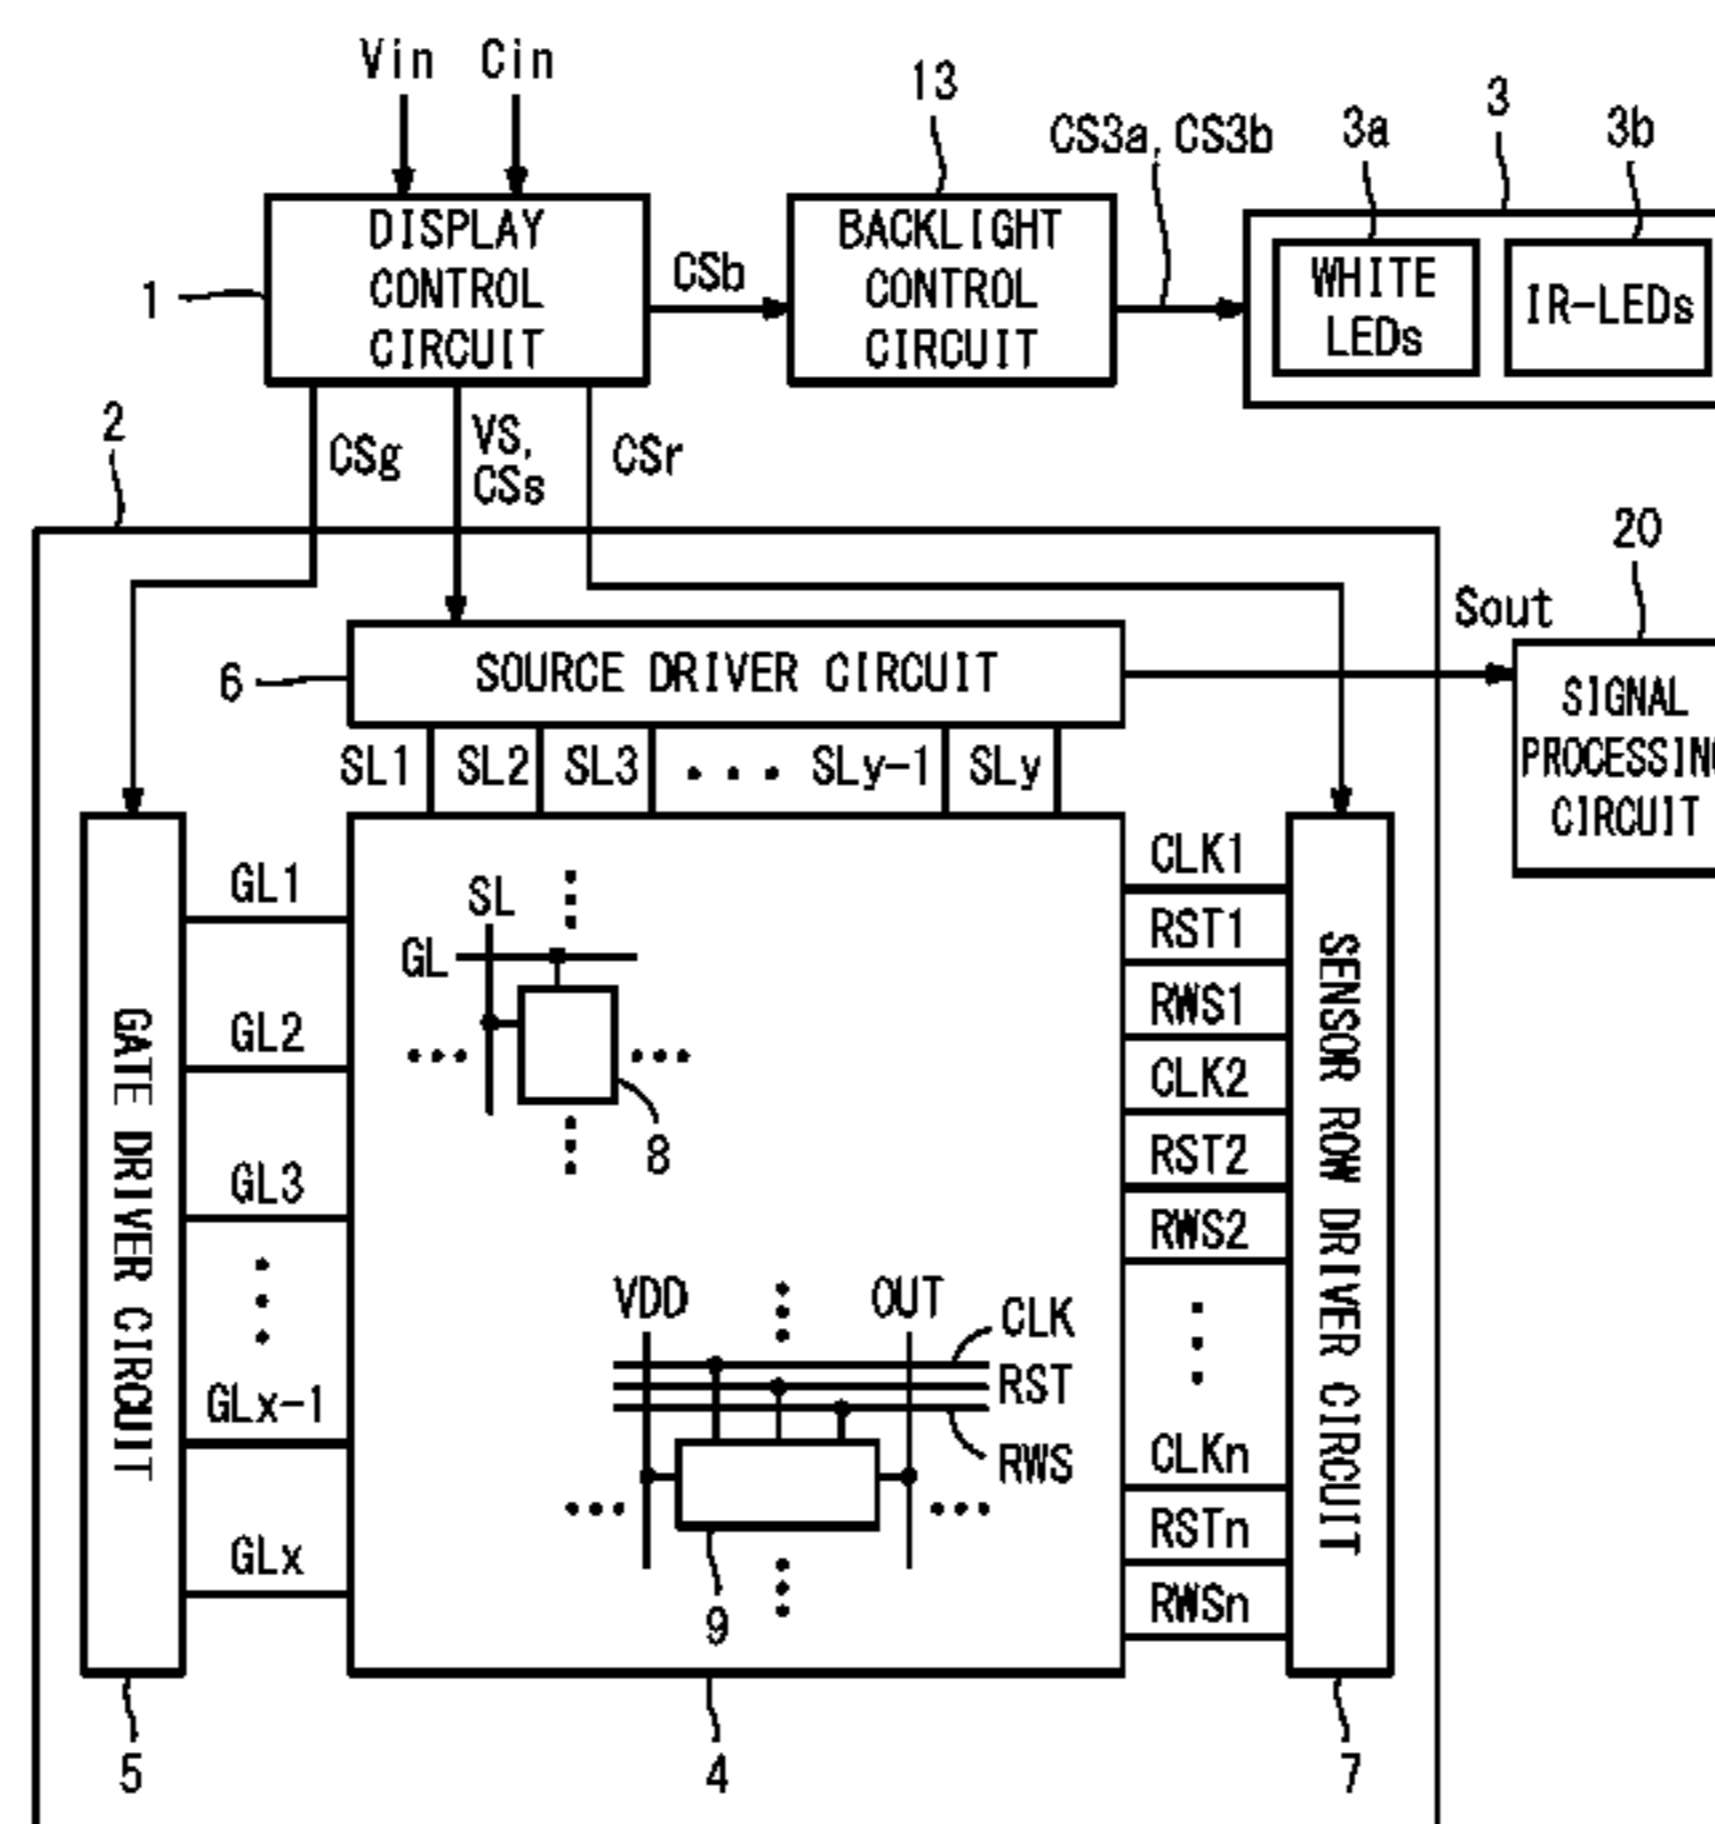 Vin Cin
13
CS3a, CS3b
3
3a
3b
DISPLAY
CONTROL
CIRCUIT
1
CSb
BACKLIGHT
CONTROL
CIRCUIT
WHITE
LEDs
IR-LEDs
2
CSg
VS,
CSs
CSr
20
Sout
6
SOURCE DRIVER CIRCUIT
SIGNAL
PROCESSING
CIRCUIT
SL1 SL2 SL3 ... SLy-1 SLy
GATE DRIVER CIRCUIT
GL1
GL2
GL3
GLx-1
GLx
SL
GL
8
VDD
OUT
CLK
RST
RWS
9
CLK1
RST1
RWS1
CLK2
RST2
RWS2
CLKn
RSTn
RWSn
SENSOR ROW DRIVER CIRCUIT
5
4
7